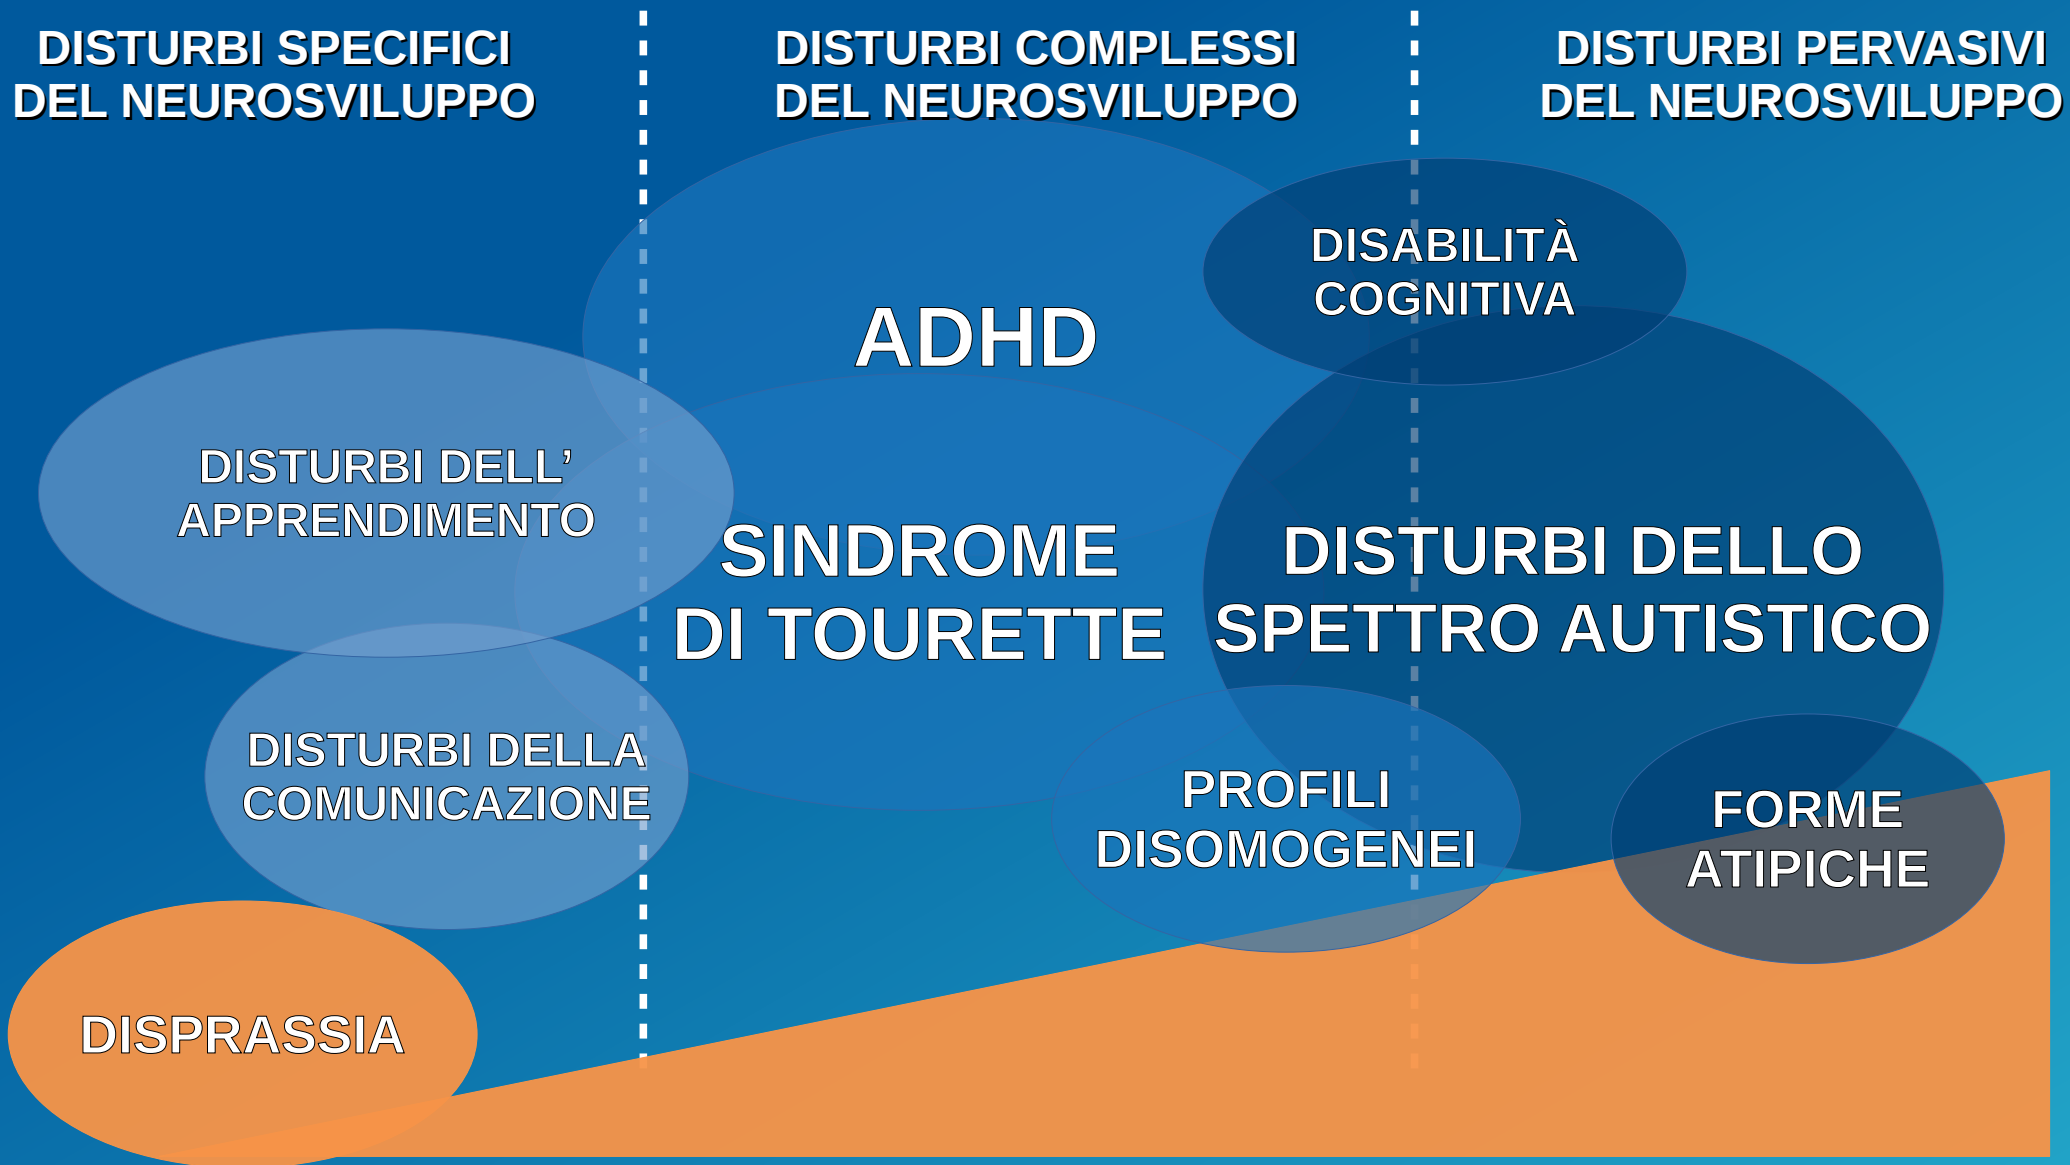 DISTURBI SPECIFICI
DEL NEUROSVILUPPO
DISTURBI COMPLESSI
DEL NEUROSVILUPPO
DISTURBI PERVASIVI
DEL NEUROSVILUPPO
DISABILITÀ
COGNITIVA
ADHD
DISTURBI DELL’
APPRENDIMENTO
SINDROME
DI TOURETTE
DISTURBI DELLO
SPETTRO AUTISTICO
DISTURBI DELLA
COMUNICAZIONE
PROFILI
DISOMOGENEI
FORME
ATIPICHE
DISPRASSIA